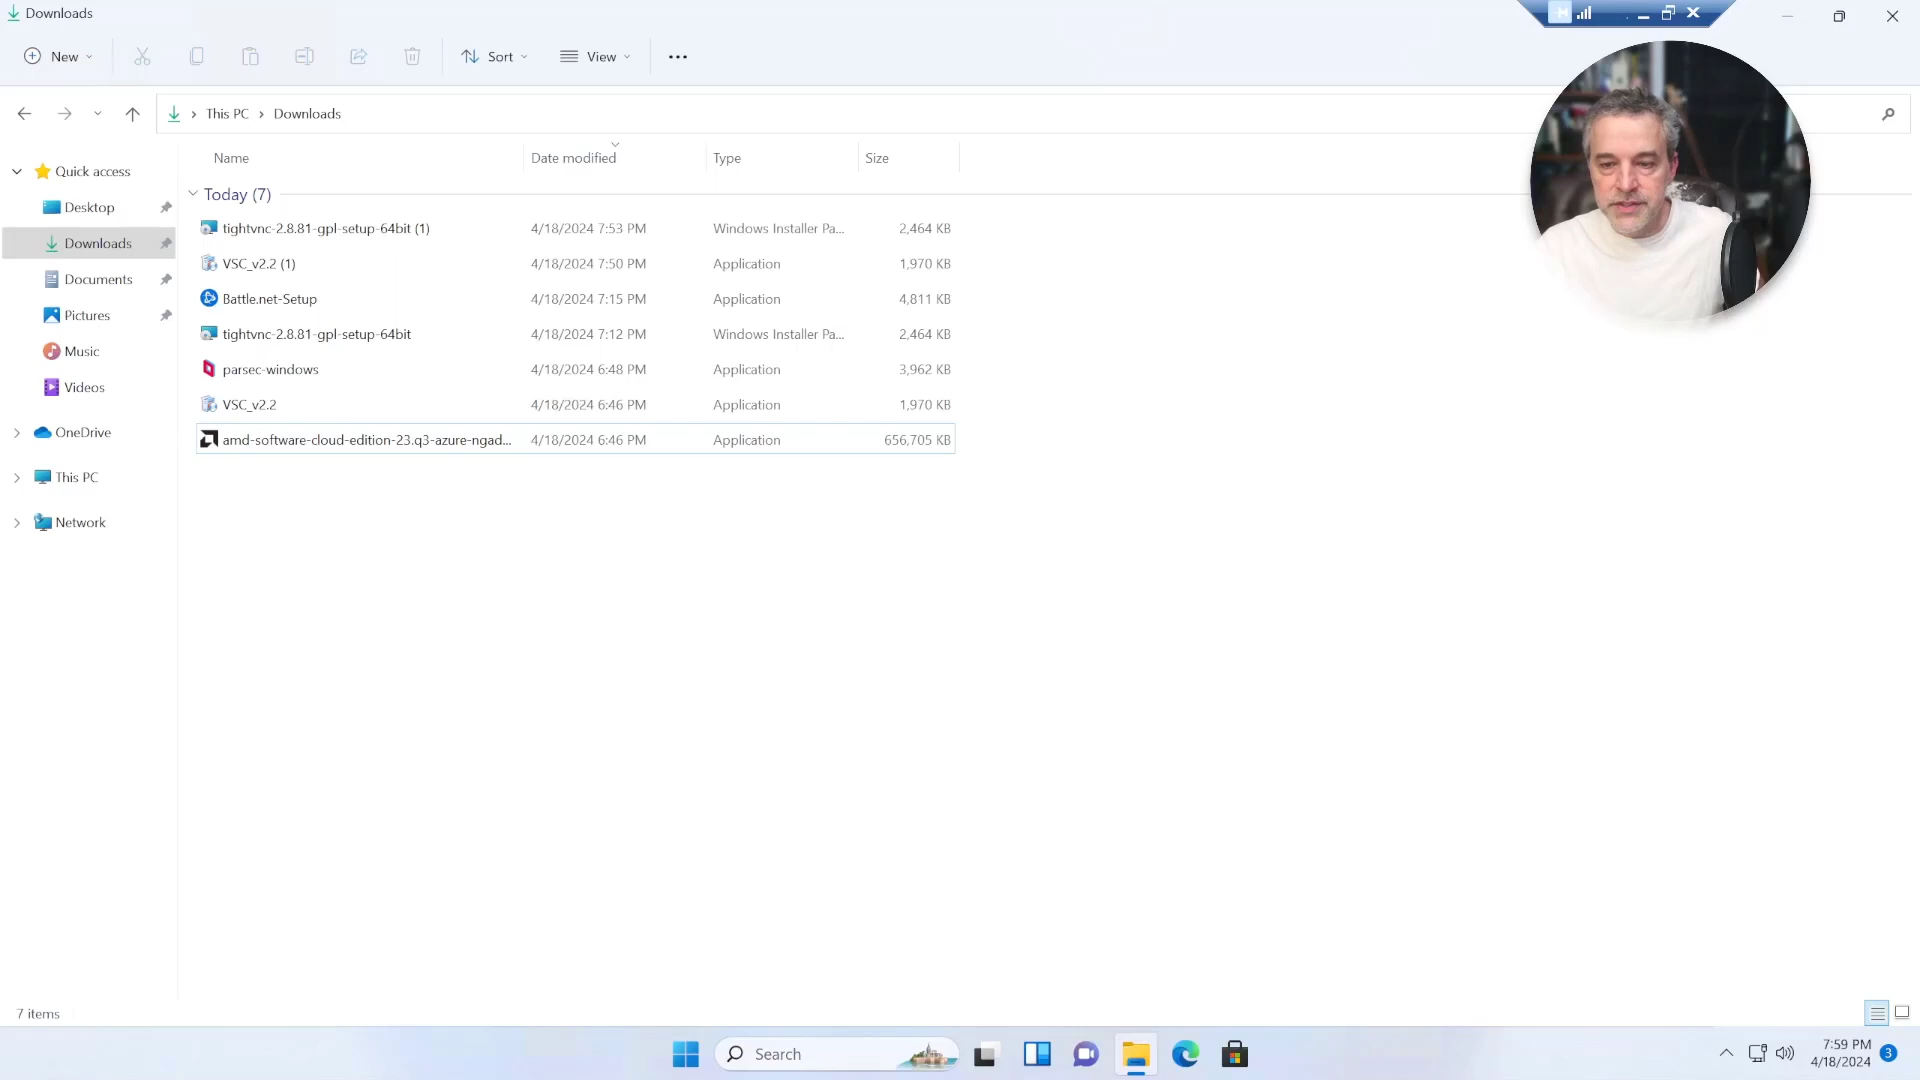 Downloads
New
Sort
View
This PC
Downloads
Name
Date modified
Type
Size
Quick access
Desktop
Downloads
Documents
Pictures
Music
Videos
OneDrive
This PC
Network
Today (7)
tightvnc-2.8.81-gpl-setup-64bit (1) 4/18/2024 7:53 PM Windows Installer Pa... 2,464 KB
VSC_v2.2 (1) 4/18/2024 7:50 PM Application 1,970 KB
Battle.net-Setup 4/18/2024 7:15 PM Application 4,811 KB
tightvnc-2.8.81-gpl-setup-64bit 4/18/2024 7:12 PM Windows Installer Pa... 2,464 KB
parsec-windows 4/18/2024 6:48 PM Application 3,962 KB
VSC_v2.2 4/18/2024 6:46 PM Application 1,970 KB
amd-software-cloud-edition-23.q3-azure-ngad... 4/18/2024 6:46 PM Application 656,705 KB
7 items
Search
7:59 PM
4/18/2024
3